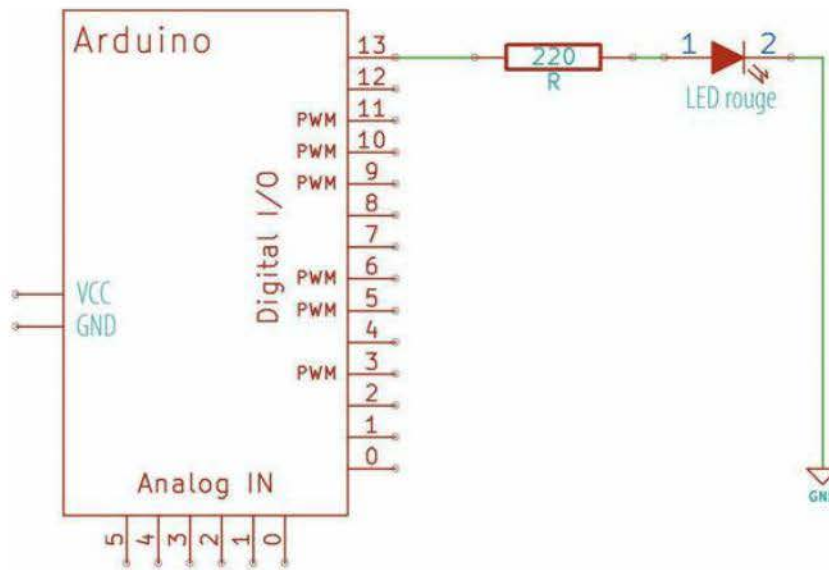 Arduino
13
12
PWM 11
PWM 10
PWM 9
8
7
PWM 6
PWM 5
4
PWM 3
2
1
0
Digital I/O
VCC
GND
Analog IN
5 4 3 2 1 0
220
R
1 2
LED rouge
GND